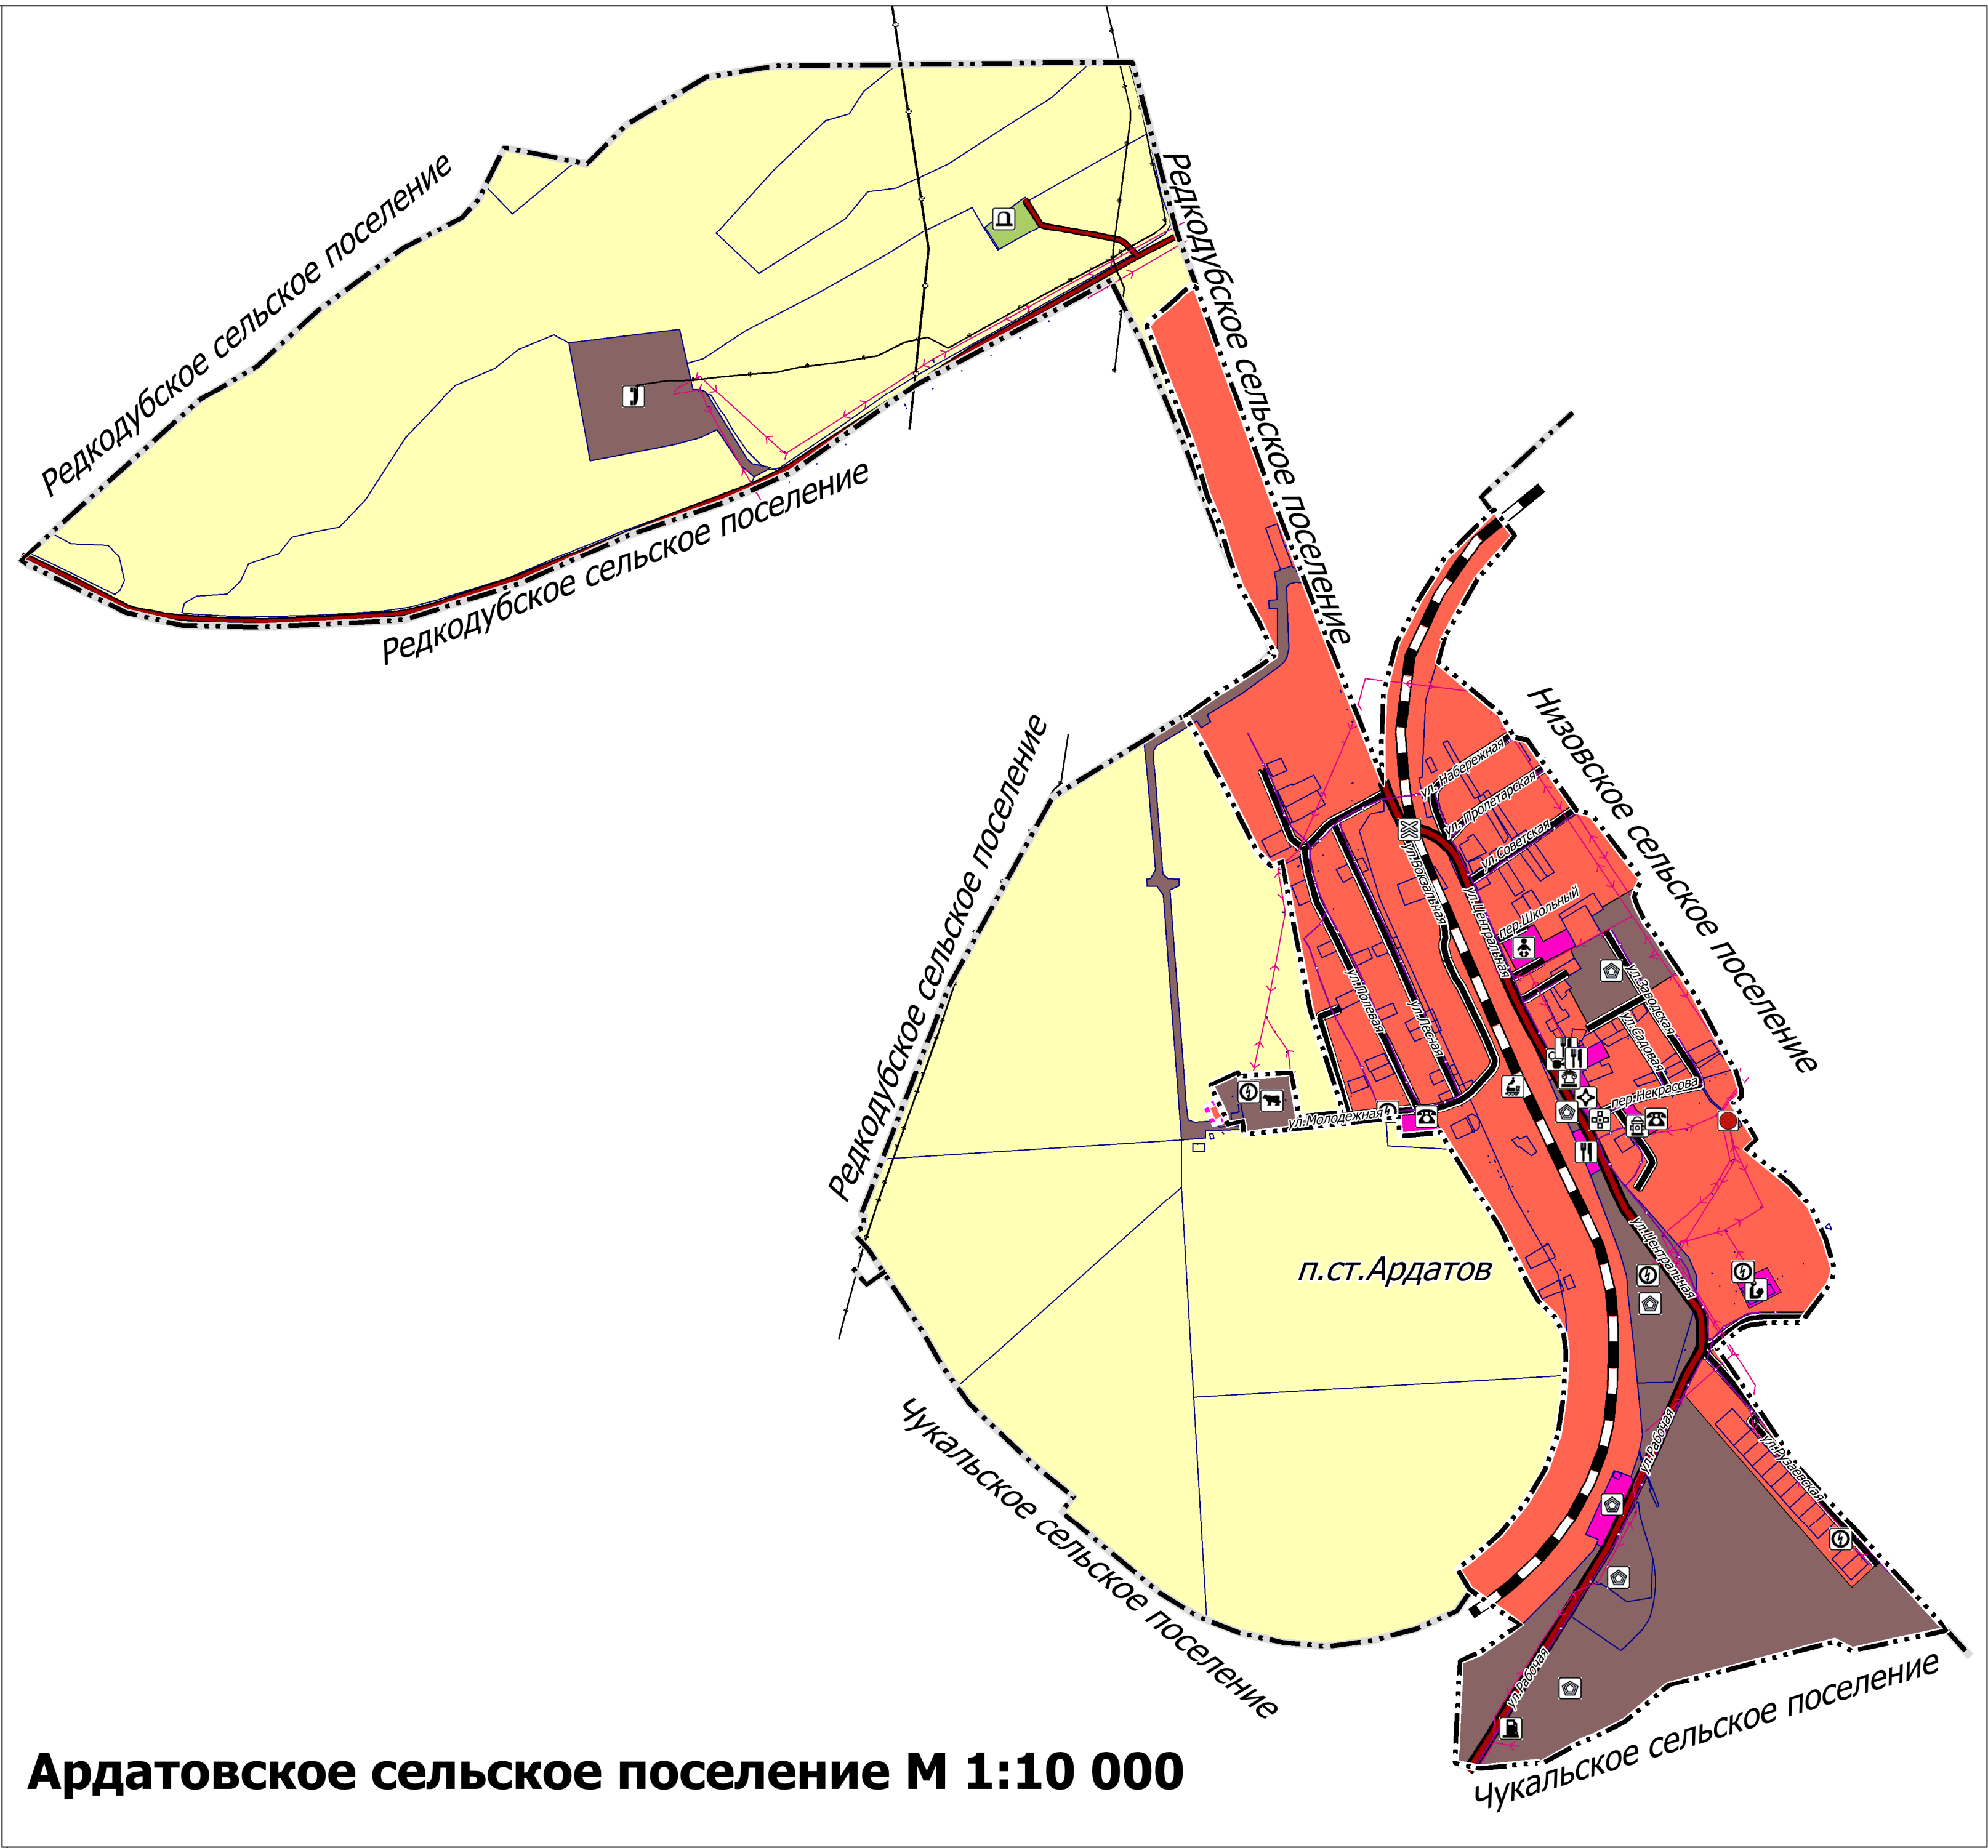 Редкодубское сельское поселение
Редкодубское сельское поселение
Редкодубское сельское поселение
Редкодубское сельское поселение
Низовское сельское поселение
ул. Набережная
ул. Пролетарская
ул. Советская
ул.Вокзальная
ул.Центральная
пер.Школьный
ул.Заводская
ул.Садовая
пер.Некрасова
ул.Полевая
ул.Лесная
ул.Молодежная
ул.Центральная
п.ст.Ардатов
ул.Рабочая
ул.Рузаевская
ул.Рабочая
Чукальское сельское поселение
Чукальское сельское поселение
Ардатовское сельское поселение М 1:10 000